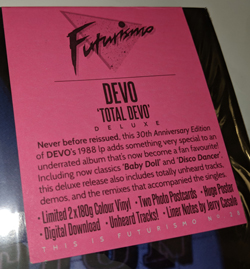 Futurismo
DEVO
'TOTAL DEVO'
DELUXE
Never before reissued, this 30th Anniversary Edition
of DEVO's 1988 lp adds something very special to an
underrated album that's now become a fan favourite!
Including now classics 'Baby Doll' and 'Disco Dancer'.
this deluxe release also includes totally unheard tracks,
demos, and the remixes that accompanied the singles.
• Limited 2x180g Colour Vinyl • Two Photo Postcards • Huge Poster
• Digital Download • Unheard Tracks! • Liner Notes by Jerry Casale
THIS IS FUTURISMO